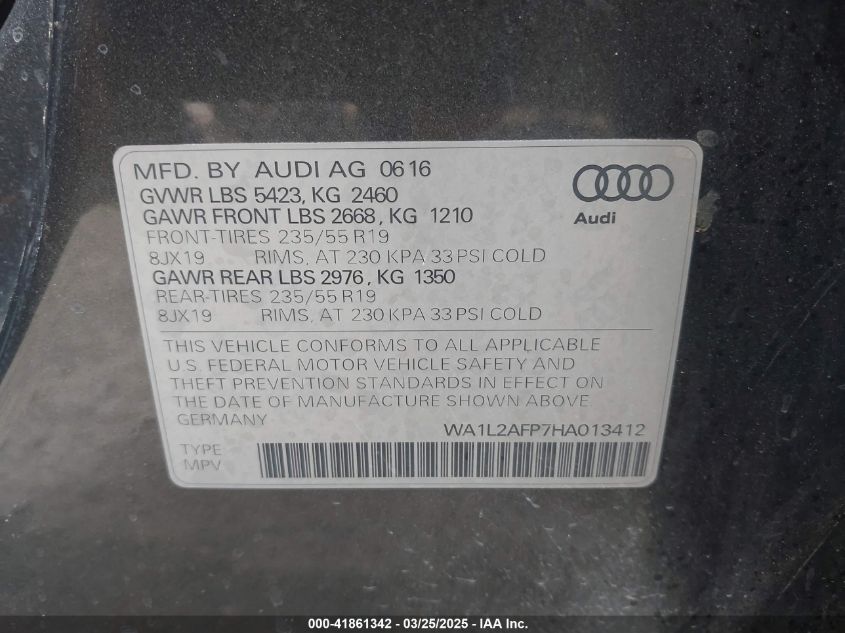 MFD. BY AUDI AG 0616
GVWR LBS 5423, KG 2460
GAWR FRONT LBS 2668, KG 1210
FRONT-TIRES 235/55 R19
8JX19 RIMS, AT 230 KPA 33 PSI COLD
GAWR REAR LBS 2976, KG 1350
REAR-TIRES 235/55 R19
8JX19 RIMS, AT 230 KPA 33 PSI COLD
Audi
THIS VEHICLE CONFORMS TO ALL APPLICABLE
U.S. FEDERAL MOTOR VEHICLE SAFETY AND
THEFT PREVENTION STANDARDS IN EFFECT ON
THE DATE OF MANUFACTURE SHOWN ABOVE
GERMANY
WA1L2AFP7HA013412
TYPE
MPV
000-41861342 / 03/25/2025 - IAA Inc.